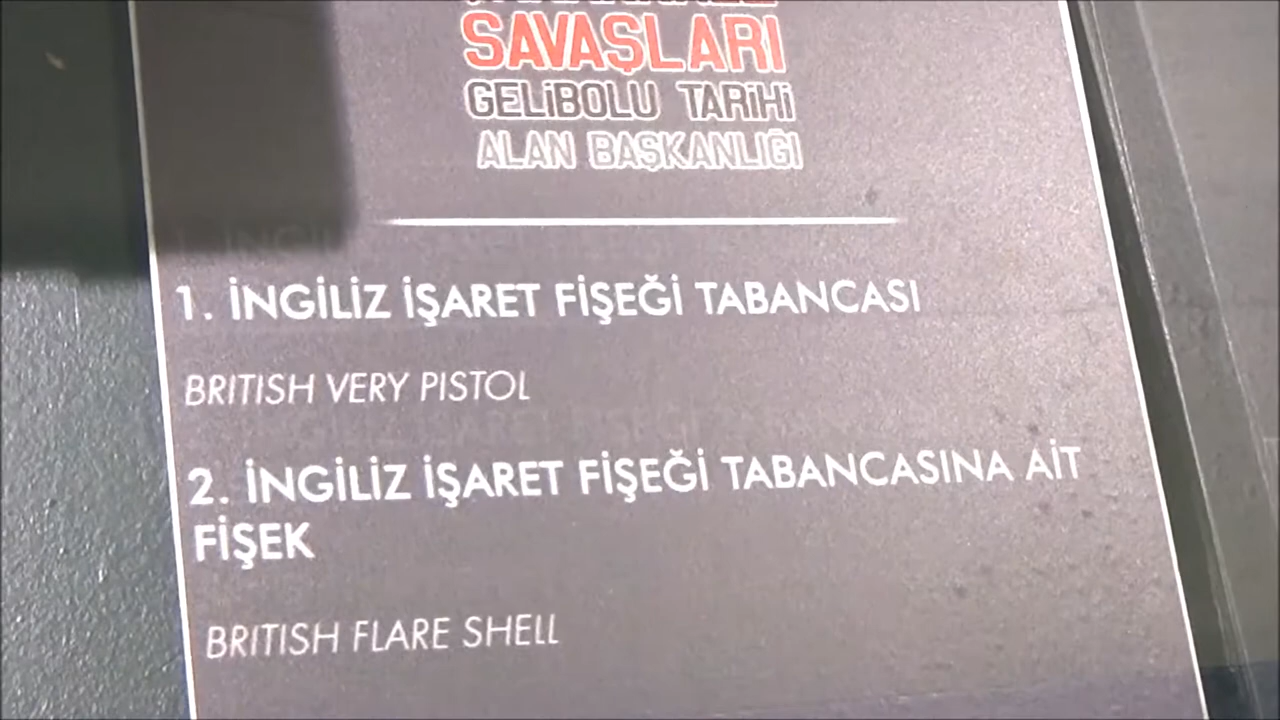 SAVAŞLARI
GELİBOLU TARİHİ
ALAN BAŞKANLIĞI
1. İNGİLİZ İŞARET FİŞEĞİ TABANCASI
BRITISH VERY PISTOL
2. İNGİLİZ İŞARET FİŞEĞİ TABANCASINA AİT
FİŞEK
BRITISH FLARE SHELL